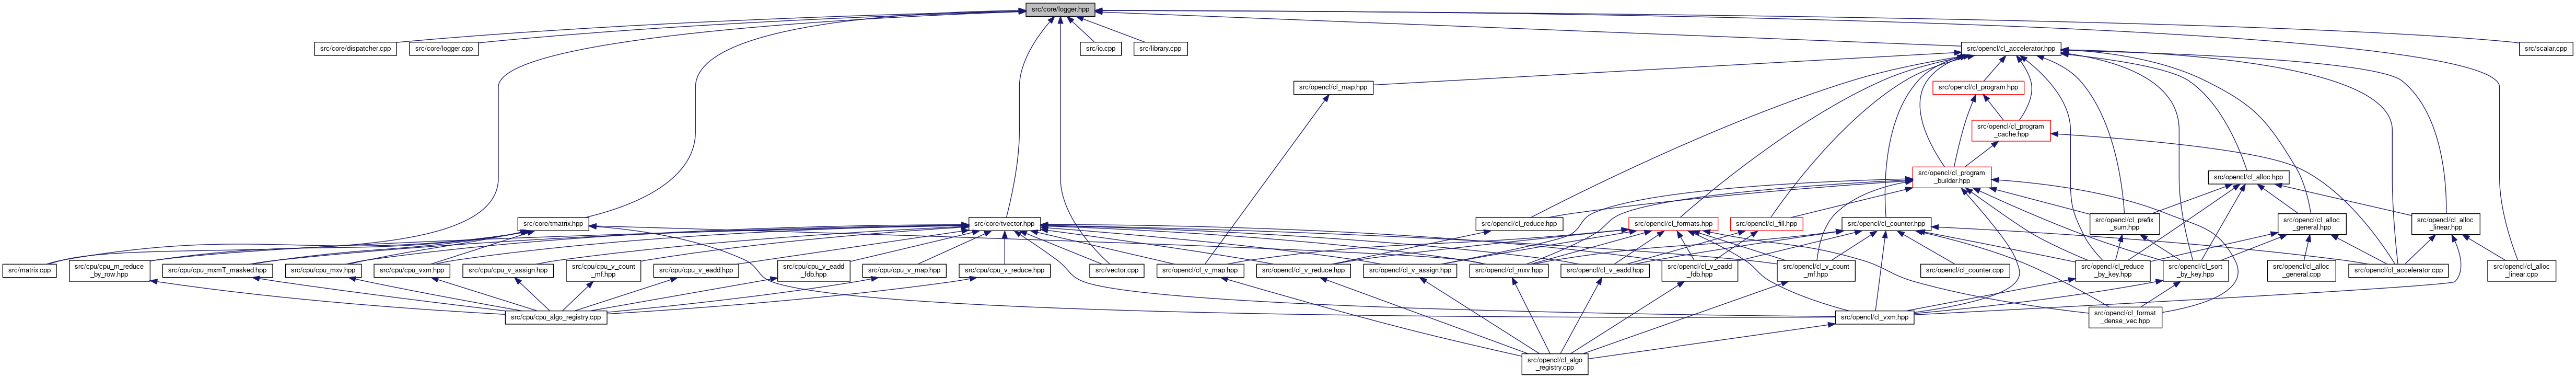 src/core/logger.hpp
src/core/dispatcher.cpp
src/core/logger.cpp
src/io.cpp
src/library.cpp
src/opencl/cl_accelerator.hpp
src/scalar.cpp
src/opencl/cl_map.hpp
src/opencl/cl_program.hpp
src/opencl/cl_program
_cache.hpp
src/opencl/cl_program
_builder.hpp
src/opencl/cl_alloc.hpp
src/core/tmatrix.hpp
src/core/tvector.hpp
src/opencl/cl_reduce.hpp
src/opencl/cl_formats.hpp
src/opencl/cl_fill.hpp
src/opencl/cl_counter.hpp
src/opencl/cl_prefix
_sum.hpp
src/opencl/cl_alloc
_general.hpp
src/opencl/cl_alloc
_linear.hpp
src/matrix.cpp
src/cpu/cpu_m_reduce
_by_row.hpp
src/cpu/cpu_mxmT_masked.hpp
src/cpu/cpu_mxv.hpp
src/cpu/cpu_vxm.hpp
src/cpu/cpu_v_assign.hpp
src/cpu/cpu_v_count
_mf.hpp
src/cpu/cpu_v_eadd.hpp
src/cpu/cpu_v_eadd
_fdb.hpp
src/cpu/cpu_v_map.hpp
src/cpu/cpu_v_reduce.hpp
src/vector.cpp
src/opencl/cl_v_map.hpp
src/opencl/cl_v_reduce.hpp
src/opencl/cl_v_assign.hpp
src/opencl/cl_mxv.hpp
src/opencl/cl_v_eadd.hpp
src/opencl/cl_v_eadd
_fdb.hpp
src/opencl/cl_v_count
_mf.hpp
src/opencl/cl_counter.cpp
src/opencl/cl_reduce
_by_key.hpp
src/opencl/cl_sort
_by_key.hpp
src/opencl/cl_alloc
_general.cpp
src/opencl/cl_accelerator.cpp
src/opencl/cl_alloc
_linear.cpp
src/cpu/cpu_algo_registry.cpp
src/opencl/cl_vxm.hpp
src/opencl/cl_format
_dense_vec.hpp
src/opencl/cl_algo
_registry.cpp